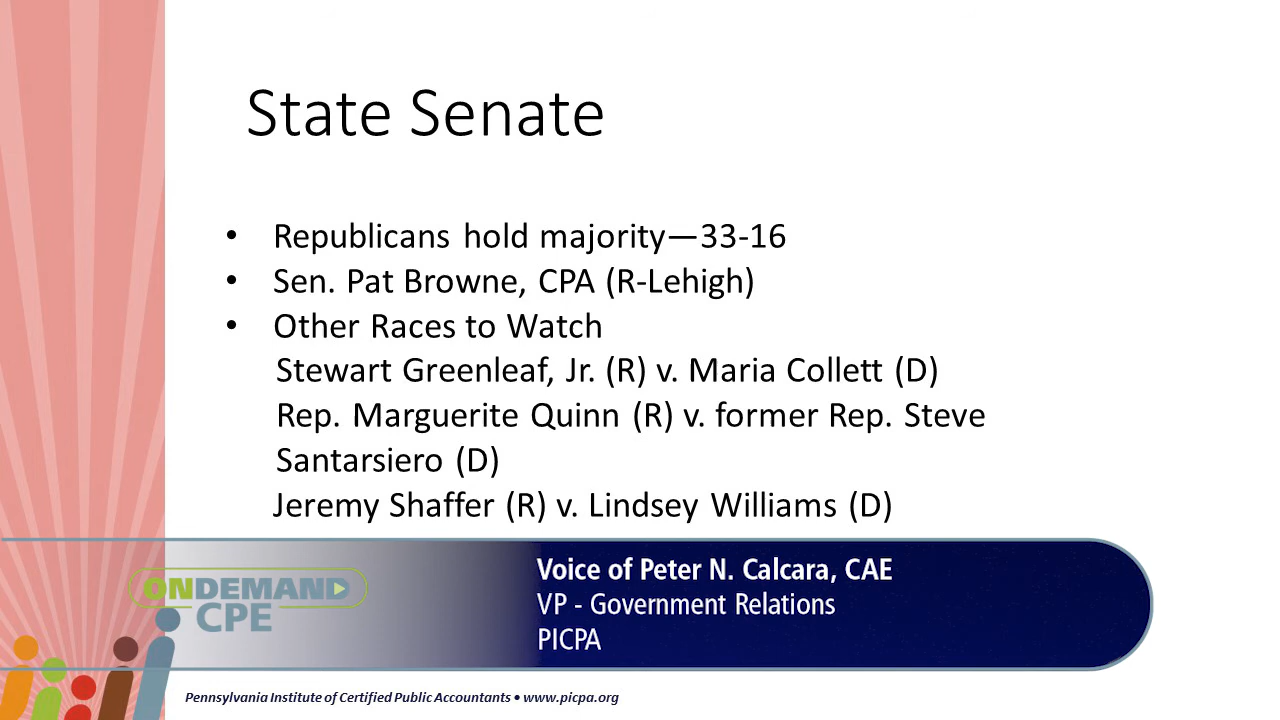 State Senate
• Republicans hold majority—33-16
• Sen. Pat Browne, CPA (R-Lehigh)
• Other Races to Watch
Stewart Greenleaf, Jr. (R) v. Maria Collett (D)
Rep. Marguerite Quinn (R) v. former Rep. Steve
Santarsiero (D)
Jeremy Shaffer (R) v. Lindsey Williams (D)
ONDEMAND
CPE
Voice of Peter N. Calcara, CAE
VP - Government Relations
PICPA
Pennsylvania Institute of Certified Public Accountants • www.picpa.org